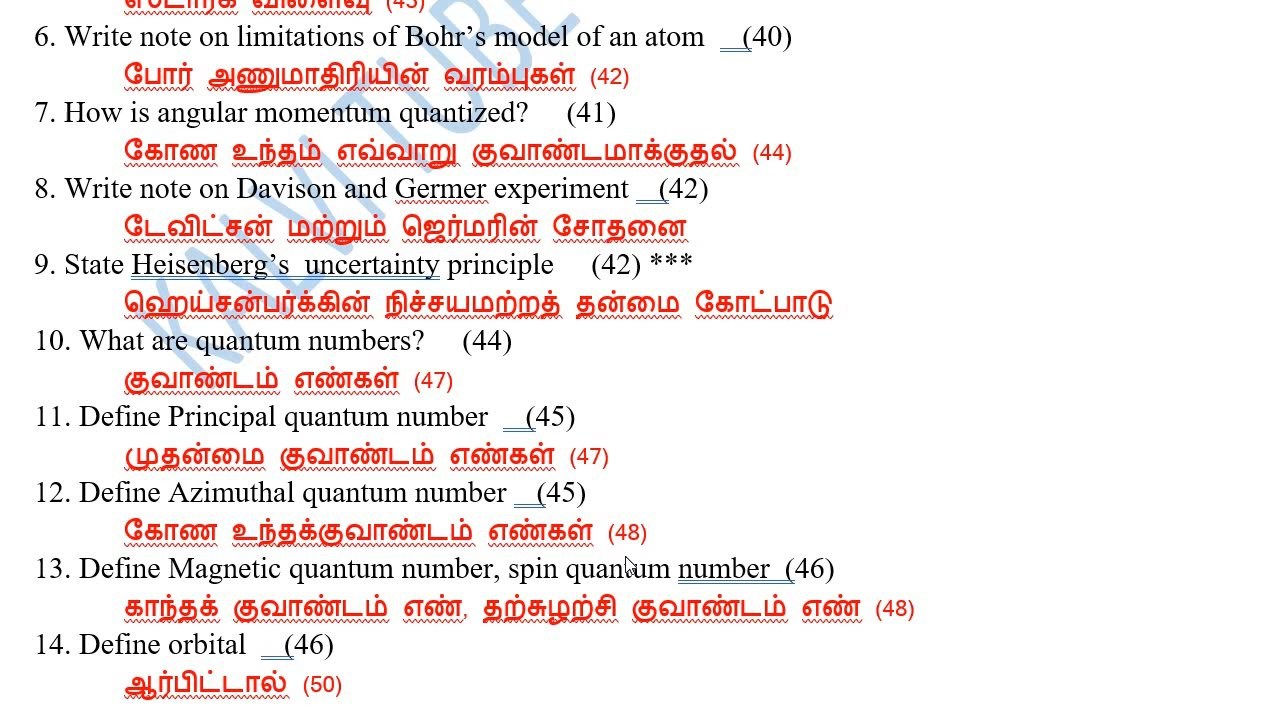 ஸ்டார்க் விளைவு (43)
6. Write note on limitations of Bohr's model of an atom (40)
போர் அணுமாதிரியின் வரம்புகள் (42)
7. How is angular momentum quantized? (41)
கோண உந்தம் எவ்வாறு குவாண்டமாக்குதல் (44)
8. Write note on Davison and Germer experiment (42)
டேவிட்சன் மற்றும் ஜெர்மரின் சோதனை
9. State Heisenberg's uncertainty principle (42) ***
ஹெய்சன்பர்க்கின் நிச்சயமற்றத் தன்மை கோட்பாடு
10. What are quantum numbers? (44)
குவாண்டம் எண்கள் (47)
11. Define Principal quantum number (45)
முதன்மை குவாண்டம் எண்கள் (47)
12. Define Azimuthal quantum number (45)
கோண உந்தக்குவாண்டம் எண்கள் (48)
13. Define Magnetic quantum number, spin quantum number (46)
காந்தக் குவாண்டம் எண், தற்சுழற்சி குவாண்டம் எண் (48)
14. Define orbital (46)
ஆர்பிட்டால் (50)
KALVI TUBE